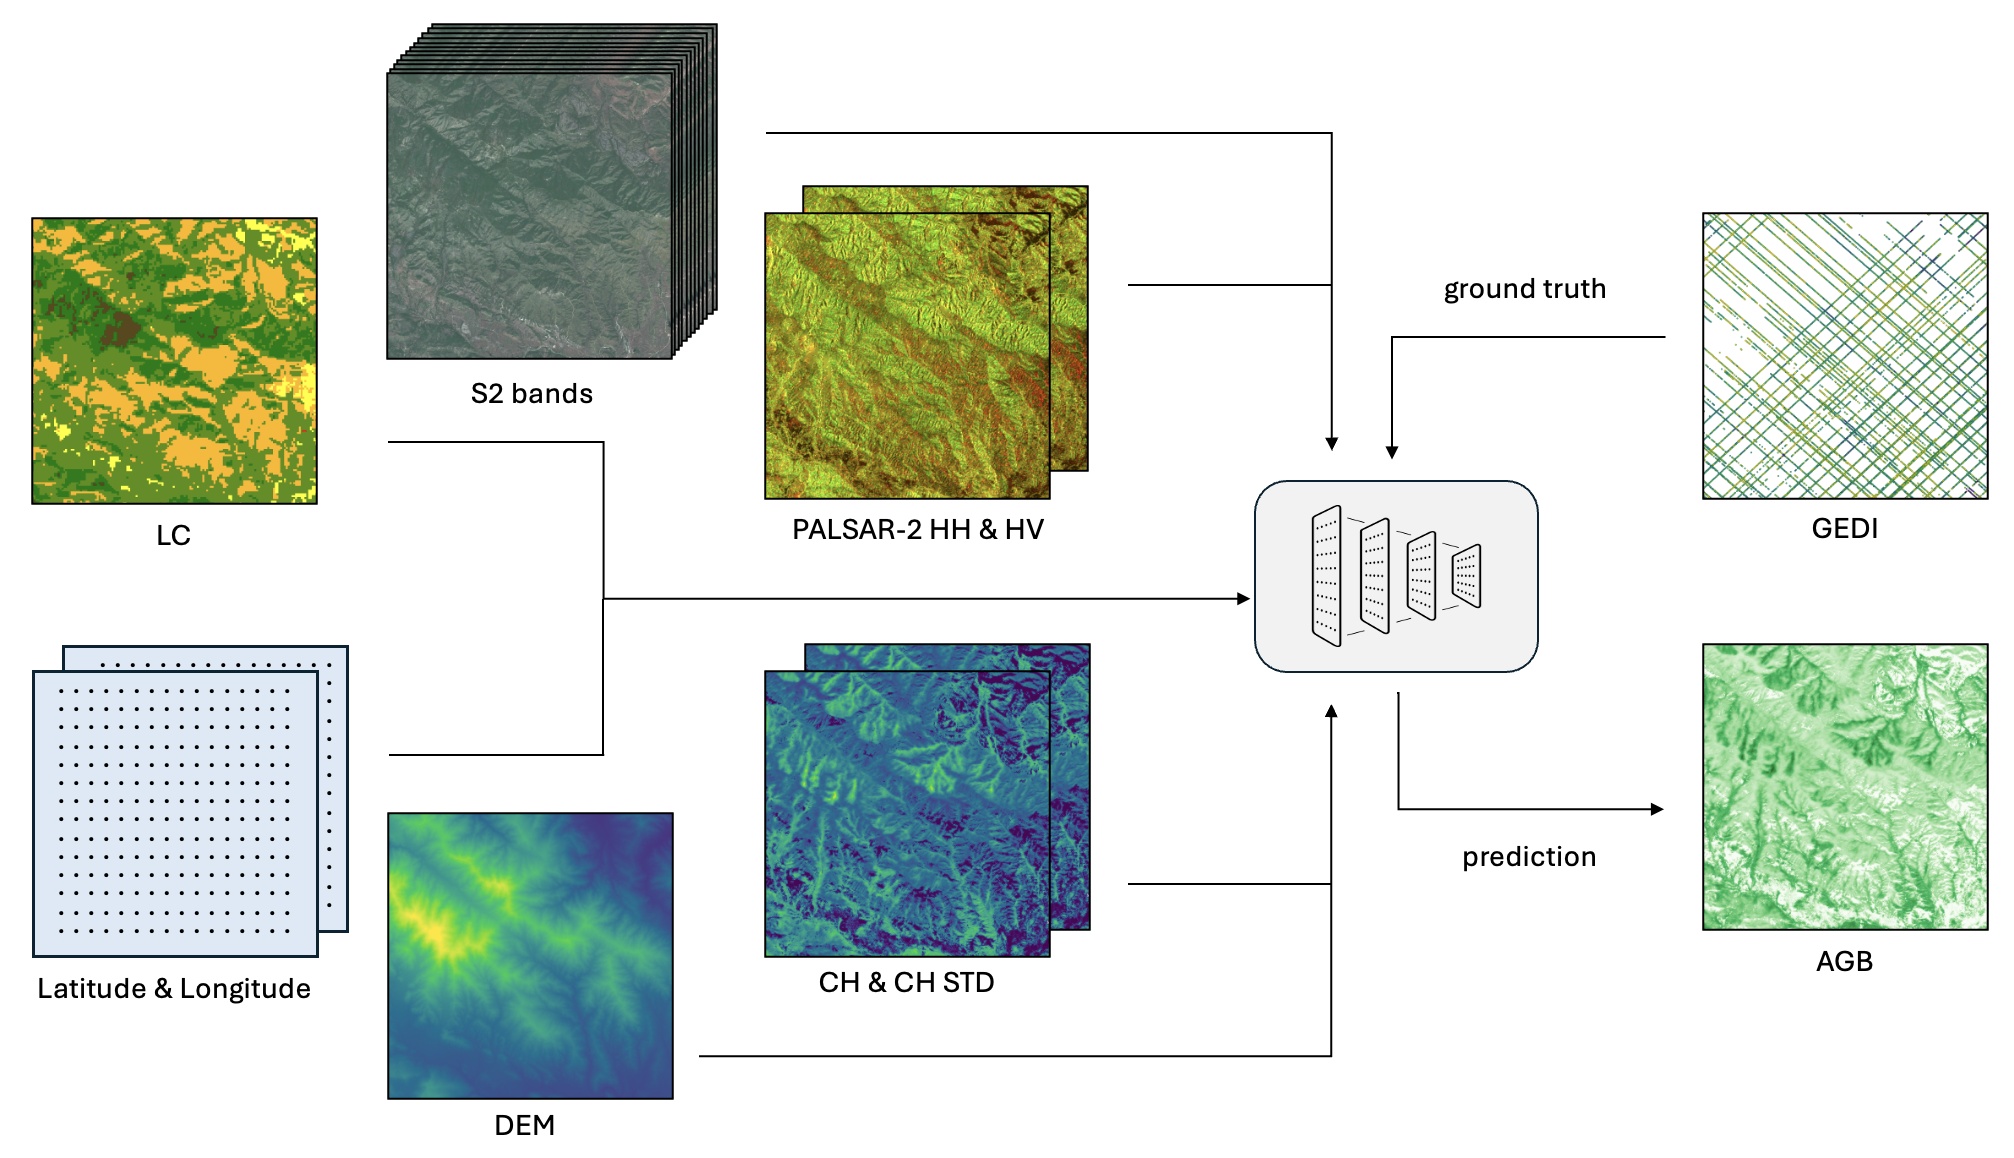 S2 bands
LC
PALSAR-2 HH & HV
ground truth
GEDI
Latitude & Longitude
DEM
CH & CH STD
prediction
AGB